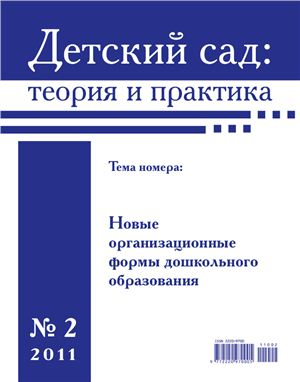 Детский сад:
теория и практика
Тема номера:
Новые
организационные
формы дошкольного
образования
№ 2
2011